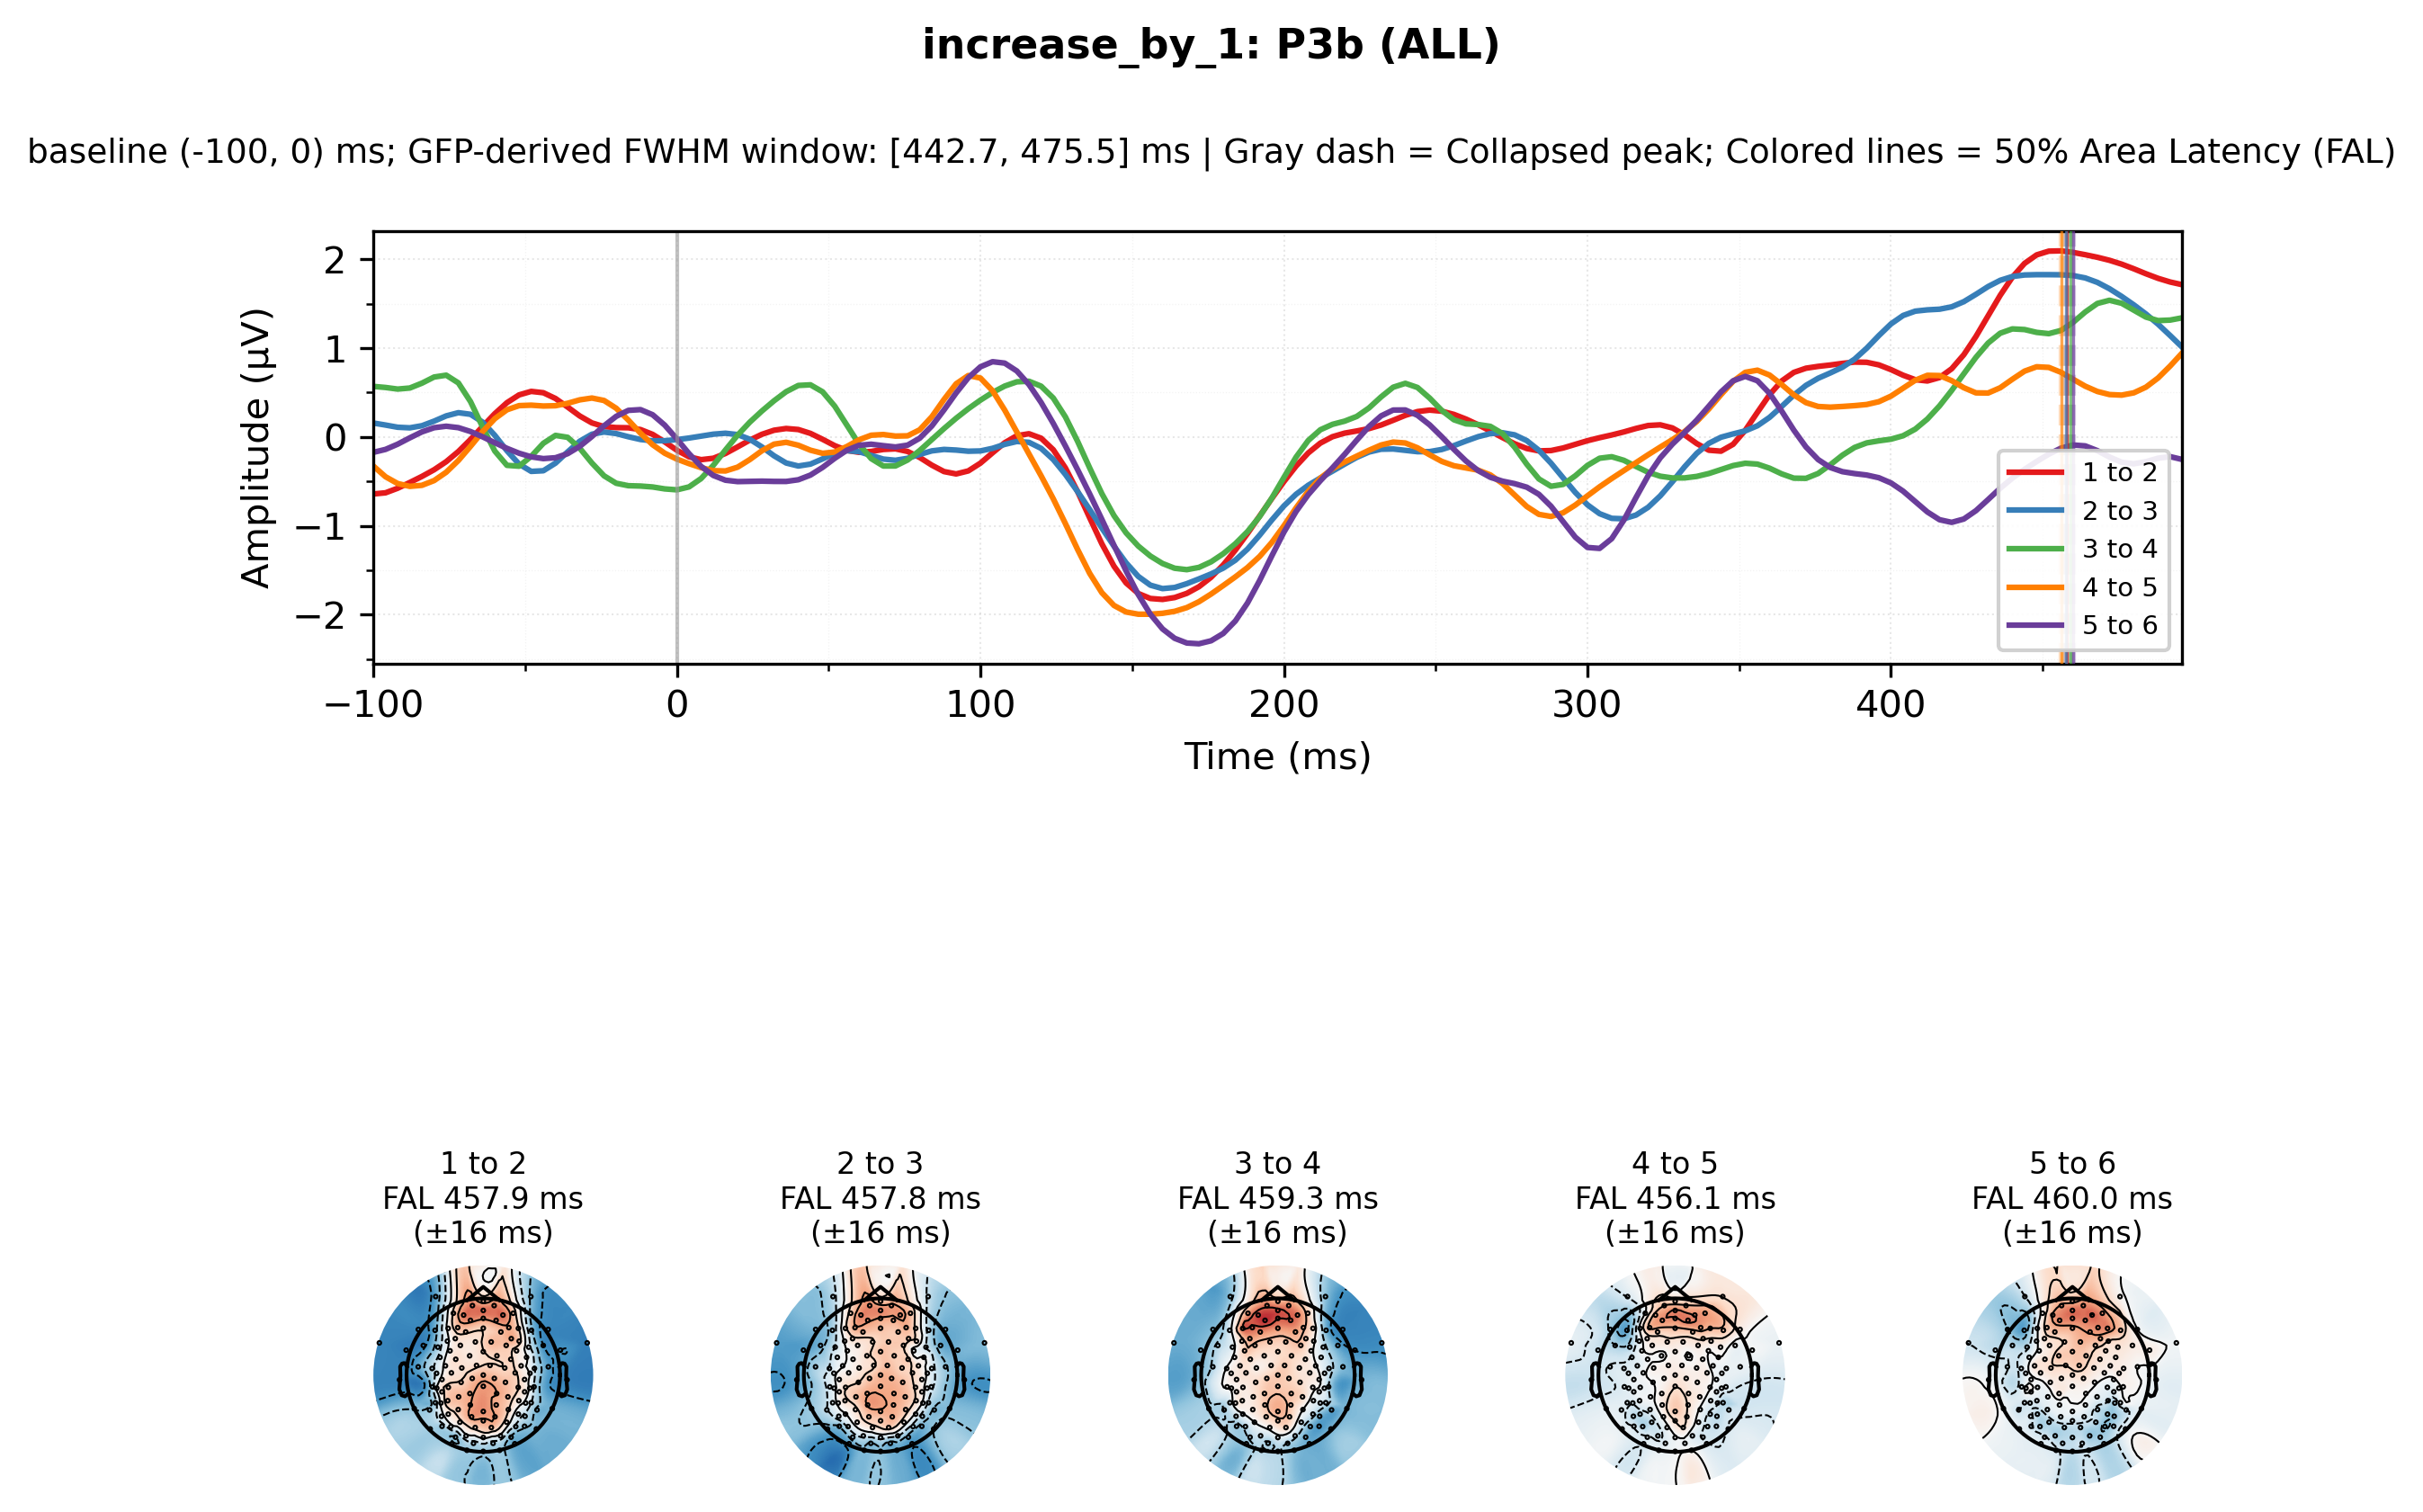 increase_by_1: P3b (ALL)
baseline (-100, 0) ms; GFP-derived FWHM window: [442.7, 475.5] ms | Gray dash = Collapsed peak; Colored lines = 50% Area Latency (FAL)
Amplitude (µV)
2
1
0
−1
−2
1 to 2
2 to 3
3 to 4
4 to 5
5 to 6
−100 0 100 200 300 400
Time (ms)
1 to 2
FAL 457.9 ms
(±16 ms)
2 to 3
FAL 457.8 ms
(±16 ms)
3 to 4
FAL 459.3 ms
(±16 ms)
4 to 5
FAL 456.1 ms
(±16 ms)
5 to 6
FAL 460.0 ms
(±16 ms)